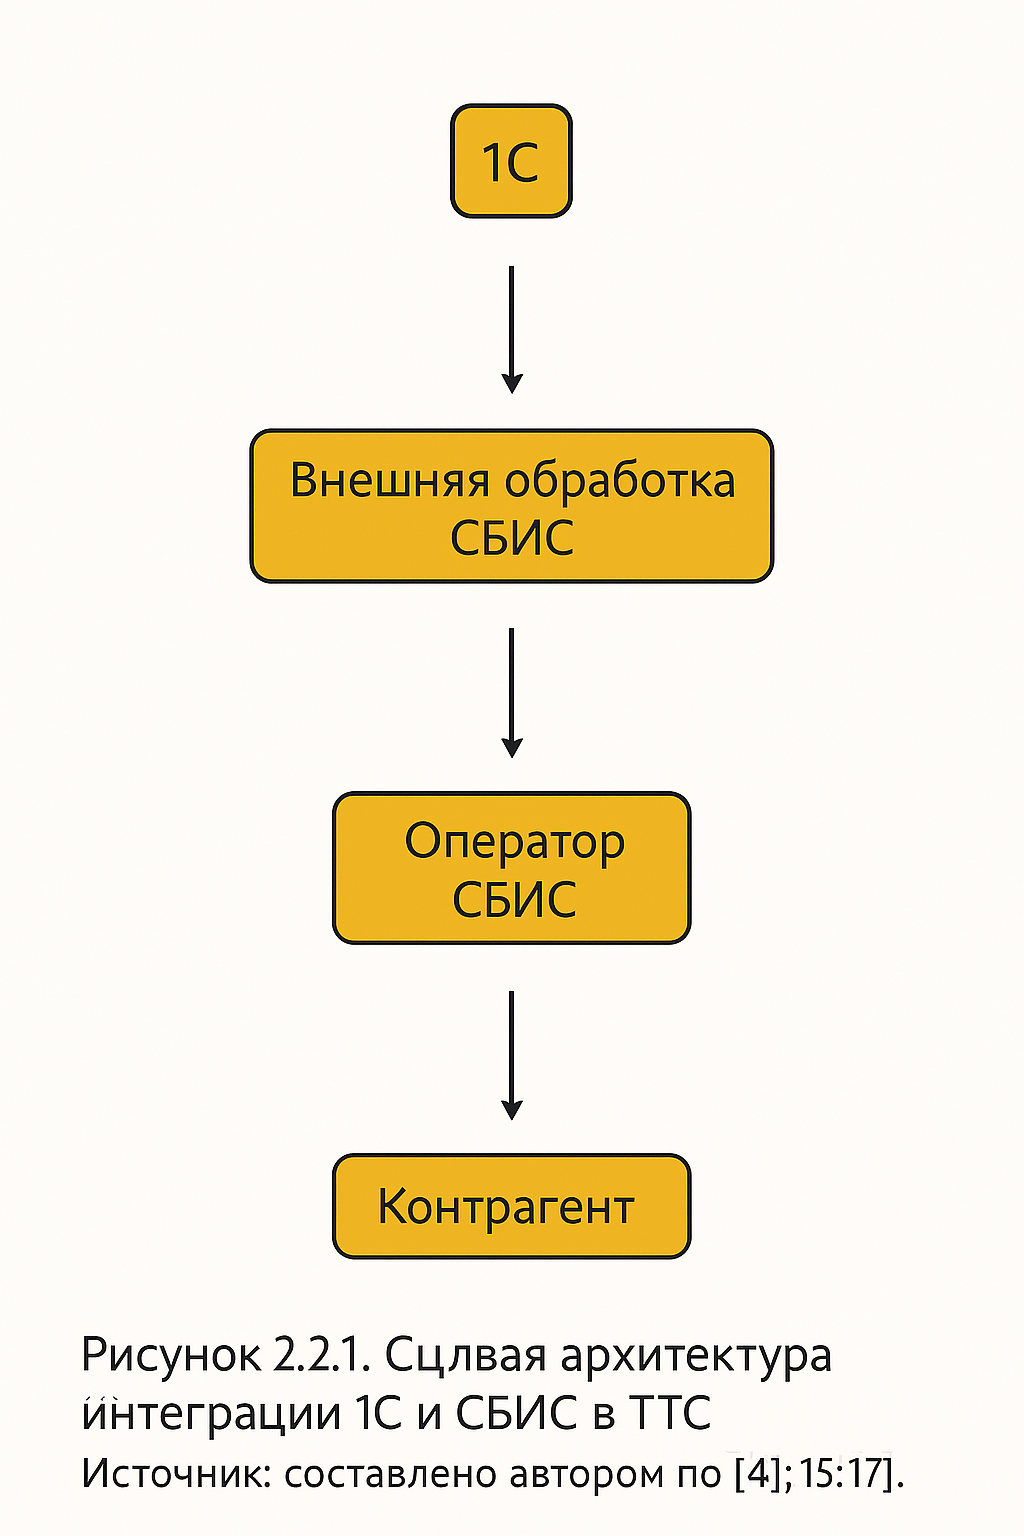 1С
Внешняя обработка
СБИС
Оператор
СБИС
Контрагент
Рисунок 2.2.1. Сцлвая архитектура
интеграции 1С и СБИС в ТТС
Источник: составлено автором по [4]; 15:17].